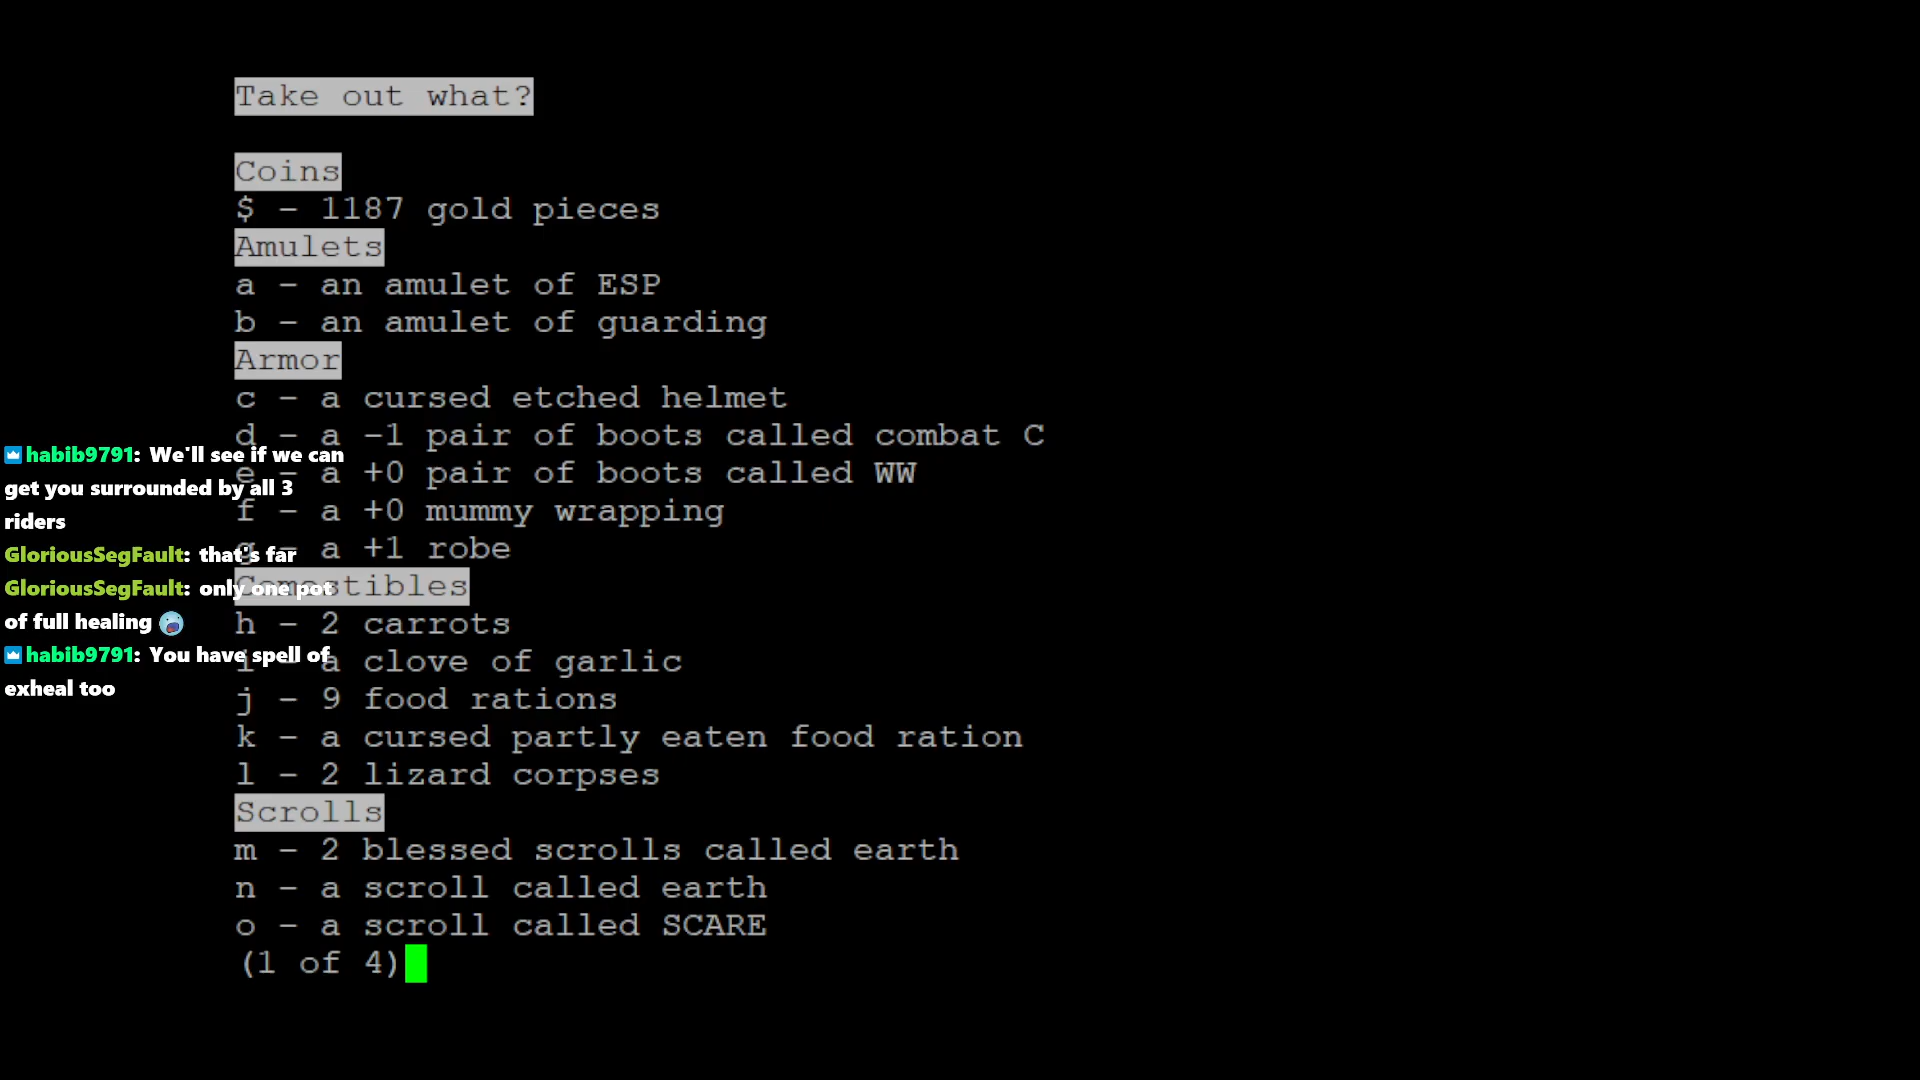 Take out what?
Coins
$ - 1187 gold pieces
Amulets
a - an amulet of ESP
b - an amulet of guarding
Armor
c - a cursed etched helmet
d - a -1 pair of boots called combat C
e - a +0 pair of boots called WW
f - a +0 mummy wrapping
g - a +1 robe
Comestibles
h - 2 carrots
i - a clove of garlic
j - 9 food rations
k - a cursed partly eaten food ration
l - 2 lizard corpses
Scrolls
m - 2 blessed scrolls called earth
n - a scroll called earth
o - a scroll called SCARE
(1 of 4)
habib9791: We'll see if we can
get you surrounded by all 3
riders
GloriousSegFault: that's far
GloriousSegFault: only one pot
of full healing
habib9791: You have spell of
exheal too